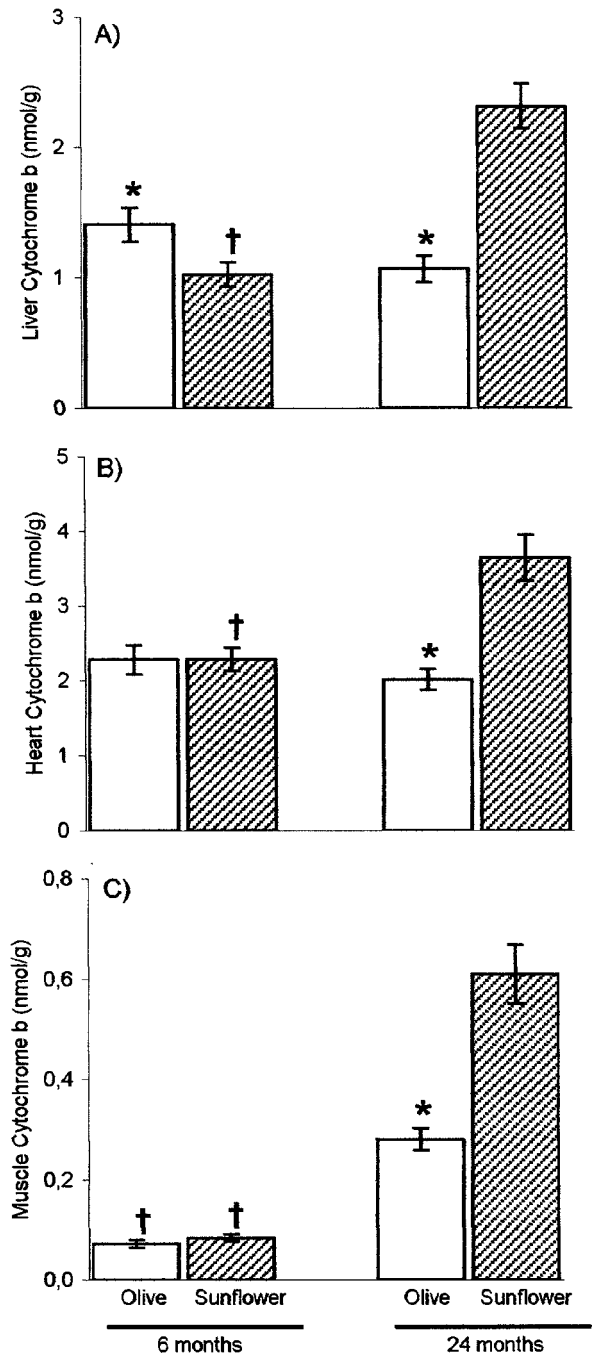 A)
Liver Cytochrome b (nmol/g)
3
2
1
0
*
†
*
B)
Heart Cytochrome b (nmol/g)
5
4
3
2
1
0
†
*
C)
Muscle Cytochrome b (nmol/g)
0,8
0,6
0,4
0,2
0,0
†
†
*
Olive Sunflower Olive Sunflower
6 months 24 months